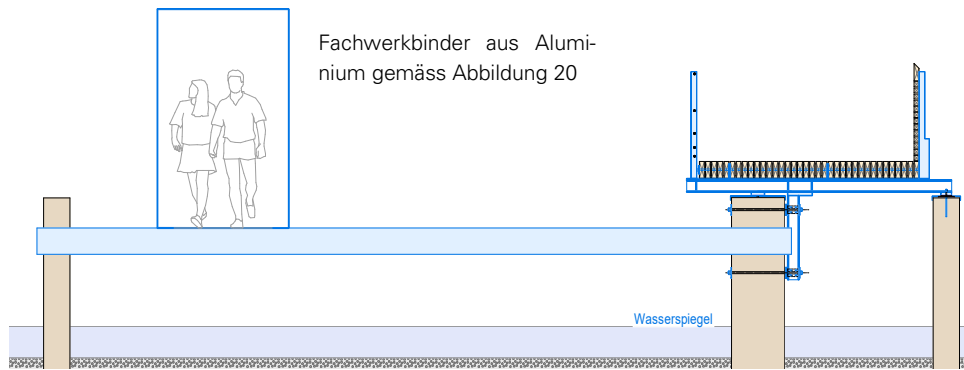 Fachwerkbinder aus Alumi-
nium gemäss Abbildung 20
Wasserspiegel